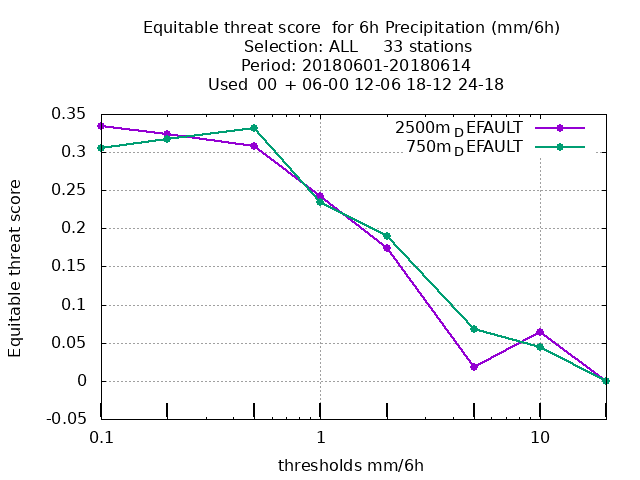 Equitable threat score  for 6h Precipitation (mm/6h)
Selection: ALL     33 stations
Period: 20180601-20180614
Used  00 + 06-00 12-06 18-12 24-18
2500m_DEFAULT
750m_DEFAULT
0.35
0.3
0.25
0.2
0.15
0.1
0.05
0
-0.05
Equitable threat score
0.1 1 10
thresholds mm/6h